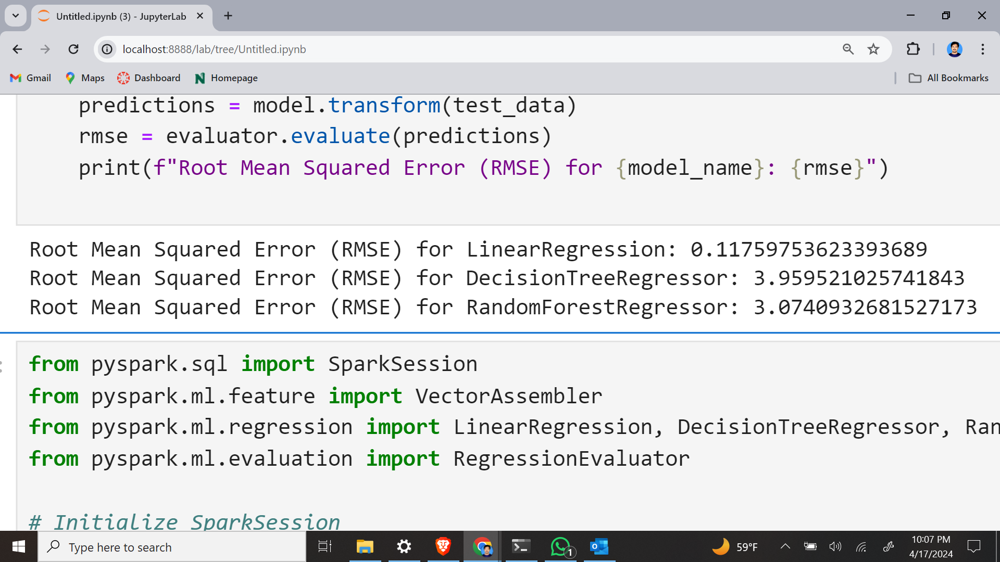 Untitled.ipynb (3) - JupyterLab
localhost:8888/lab/tree/Untitled.ipynb
Gmail Maps Dashboard Homepage All Bookmarks
predictions = model.transform(test_data)
rmse = evaluator.evaluate(predictions)
print(f"Root Mean Squared Error (RMSE) for {model_name}: {rmse}")
Root Mean Squared Error (RMSE) for LinearRegression: 0.11759753623393689
Root Mean Squared Error (RMSE) for DecisionTreeRegressor: 3.959521025741843
Root Mean Squared Error (RMSE) for RandomForestRegressor: 3.0740932681527173
from pyspark.sql import SparkSession
from pyspark.ml.feature import VectorAssembler
from pyspark.ml.regression import LinearRegression, DecisionTreeRegressor, Ran
from pyspark.ml.evaluation import RegressionEvaluator
# Initialize SparkSession
Type here to search
1
59°F
10:07 PM
4/17/2024